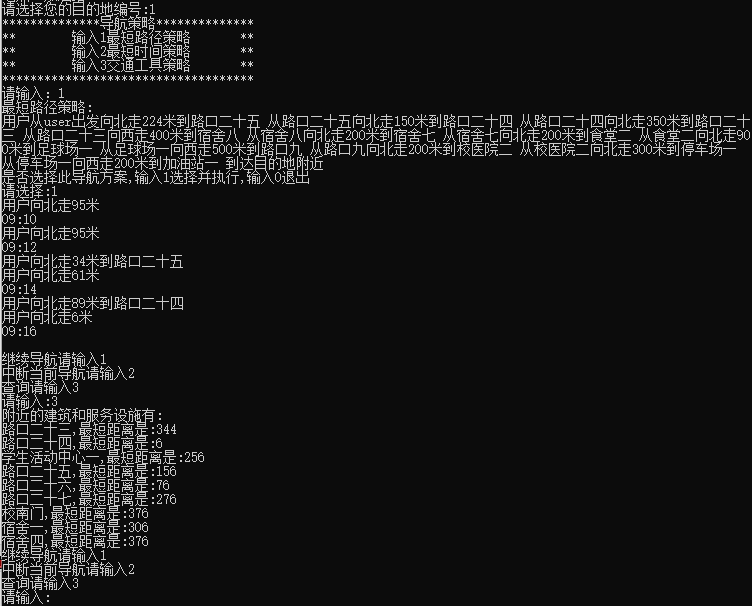 请选择您的目的地编号:1
**************导航策略**************
**        输入1最短路径策略       **
**        输入2最短时间策略       **
**        输入3交通工具策略       **
************************************
请输入: 1
最短路径策略:
用户从user出发向北走224米到路口二十五 从路口二十五向北走150米到路口二十四 从路口二十四向北走350米到路口二十
三 从路口二十三向西走400米到宿舍八 从宿舍八向北走200米到宿舍七 从宿舍七向北走200米到食堂二 从食堂二向北走90
0米到足球场一 从足球场一向西走500米到路口九 从路口九向北走200米到校医院二 从校医院二向北走300米到停车场一
从停车场一向西走200米到加油站一 到达目的地附近
是否选择此导航方案,输入1选择并执行,输入0退出
请选择:1
用户向北走95米
09:10
用户向北走95米
09:12
用户向北走34米到路口二十五
用户向北走61米
09:14
用户向北走89米到路口二十四
用户向北走6米
09:16
继续导航请输入1
中断当前导航请输入2
查询请输入3
请输入:3
附近的建筑和服务设施有:
路口二十三,最短距离是:344
路口二十四,最短距离是:6
学生活动中心一,最短距离是:256
路口二十五,最短距离是:156
路口二十六,最短距离是:76
路口二十七,最短距离是:276
校南门,最短距离是:376
宿舍一,最短距离是:306
宿舍四,最短距离是:376
继续导航请输入1
中断当前导航请输入2
查询请输入3
请输入: